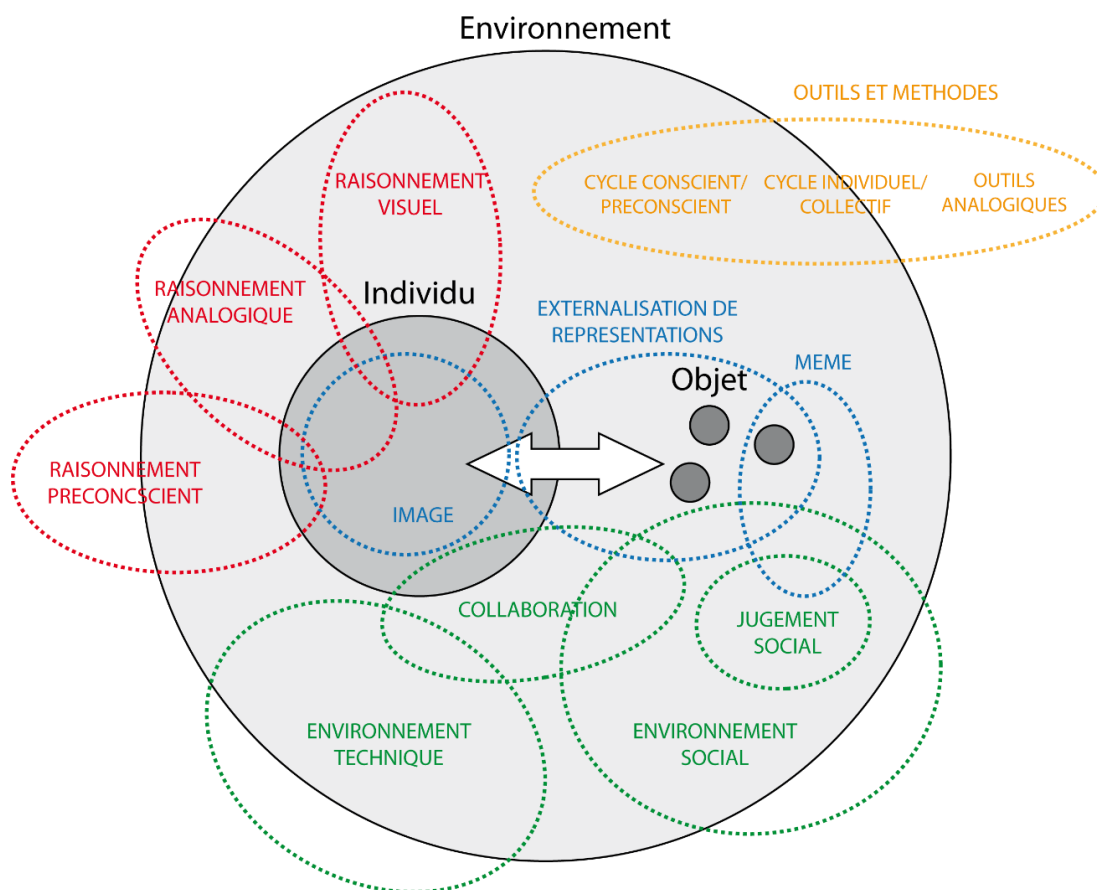 Environnement
OUTILS ET METHODES
RAISONNEMENT
VISUEL
CYCLE CONSCIENT/
PRECONSCIENT
CYCLE INDIVIDUEL/
COLLECTIF
OUTILS
ANALOGIQUES
RAISONNEMENT
ANALOGIQUE
Individu
EXTERNALISATION DE
REPRESENTATIONS
MEME
Objet
RAISONNEMENT
PRECONCSCIENT
IMAGE
COLLABORATION
JUGEMENT
SOCIAL
ENVIRONNEMENT
TECHNIQUE
ENVIRONNEMENT
SOCIAL